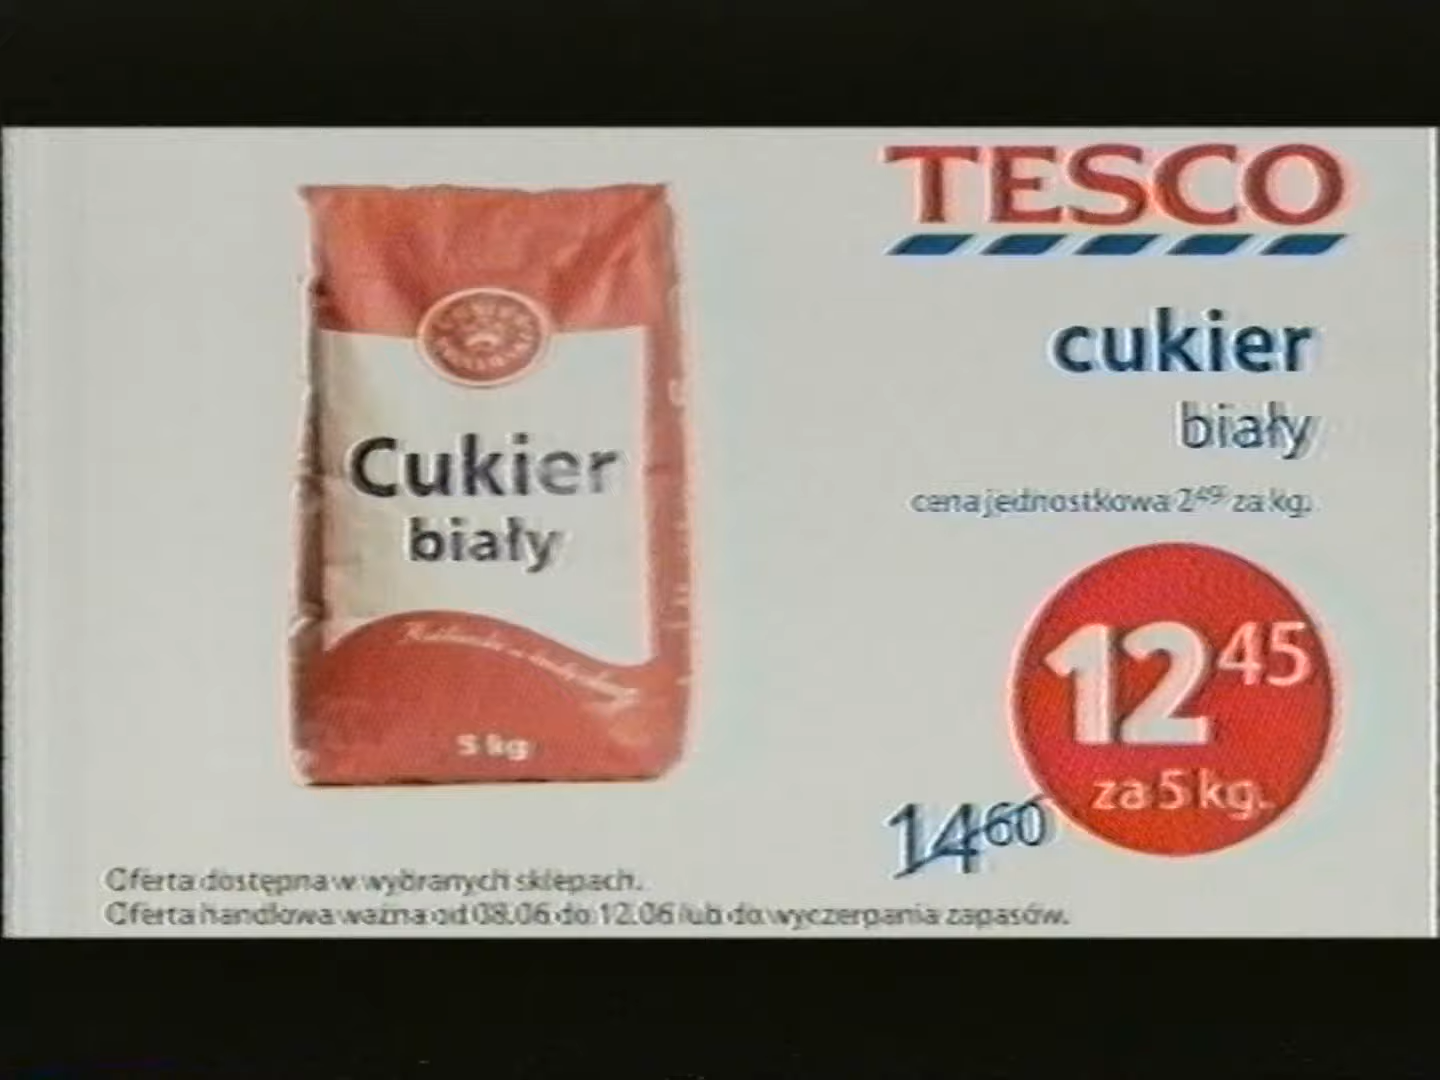 TESCO
cukier
biały
cena jednostkowa 2 49 za kg.
Cukier
biały
5 kg
12 45
za 5 kg.
14 60
Oferta dostępna w wybranych sklepach.
Oferta handlowa ważna od 08.06 do 12.06 lub do wyczerpania zapasów.